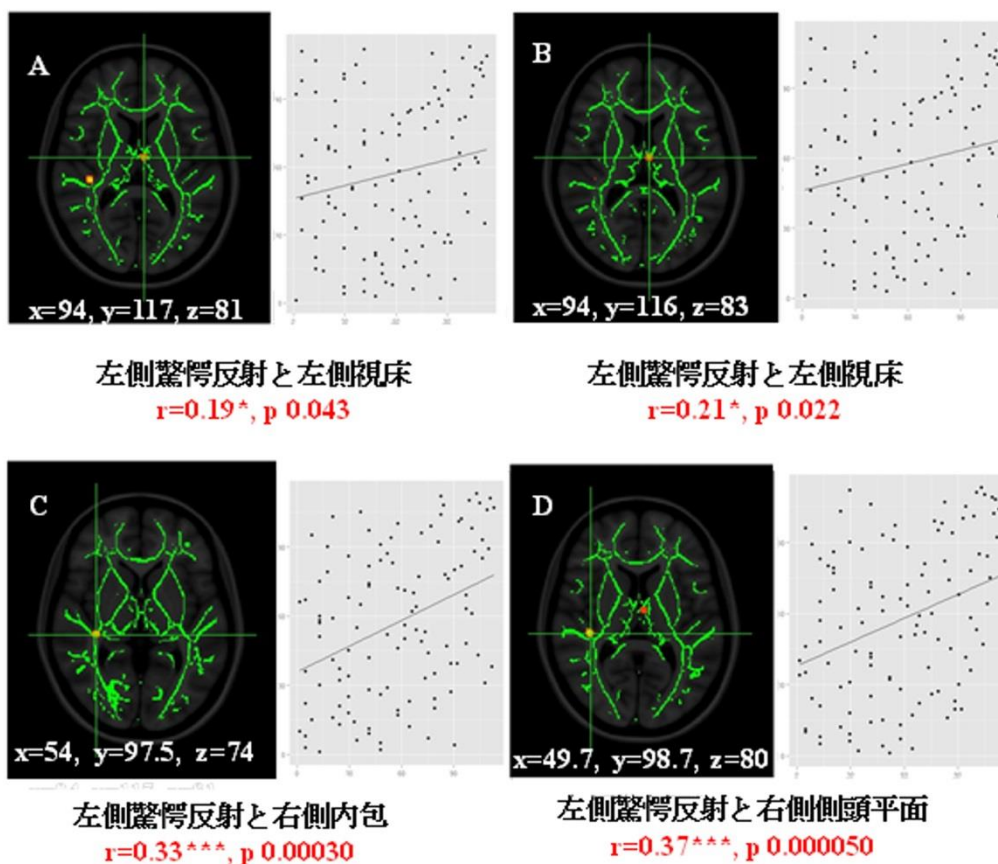 A
x=94, y=117, z=81
B
x=94, y=116, z=83
左側驚愕反射と左側視床
r=0.19*, p 0.043
左側驚愕反射と左側視床
r=0.21*, p 0.022
C
x=54, y=97.5, z=74
D
x=49.7, y=98.7, z=80
左側驚愕反射と右側内包
r=0.33***, p 0.00030
左側驚愕反射と右側側頭平面
r=0.37***, p 0.000050